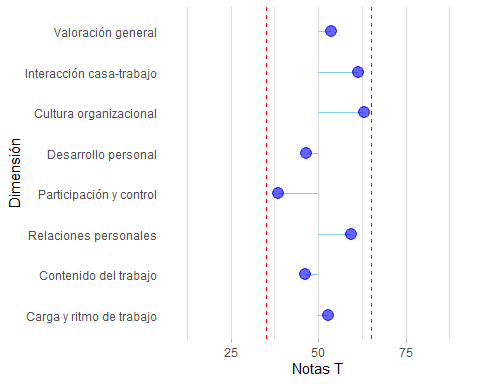 Valoración general
Interacción casa-trabajo
Cultura organizacional
Desarrollo personal
Participación y control
Relaciones personales
Contenido del trabajo
Carga y ritmo de trabajo
Dimensión
25 50 75
Notas T